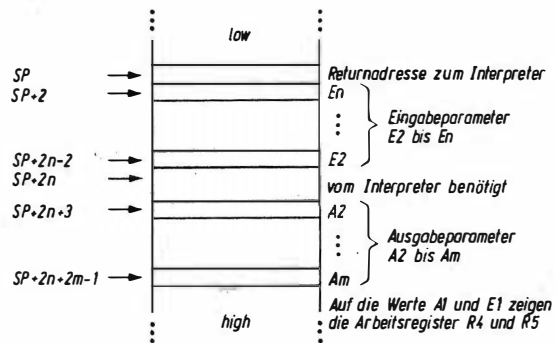 low
SP
Returnadresse zum Interpreter
SP+2
En
Eingabeparameter
E2 bis En
SP+2n-2
E2
SP+2n
vom Interpreter benötigt
SP+2n+3
A2
Ausgabeparameter
A2 bis Am
SP+2n+2m-1
Am
Auf die Werte A1 und E1 zeigen
high
die Arbeitsregister R4 und R5